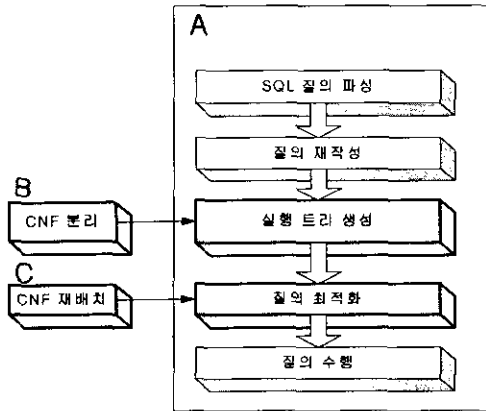 A
SQL 질의 파싱
질의 재작성
B
CNF 분리
실행 트리 생성
C
CNF 재배치
질의 최적화
질의 수행